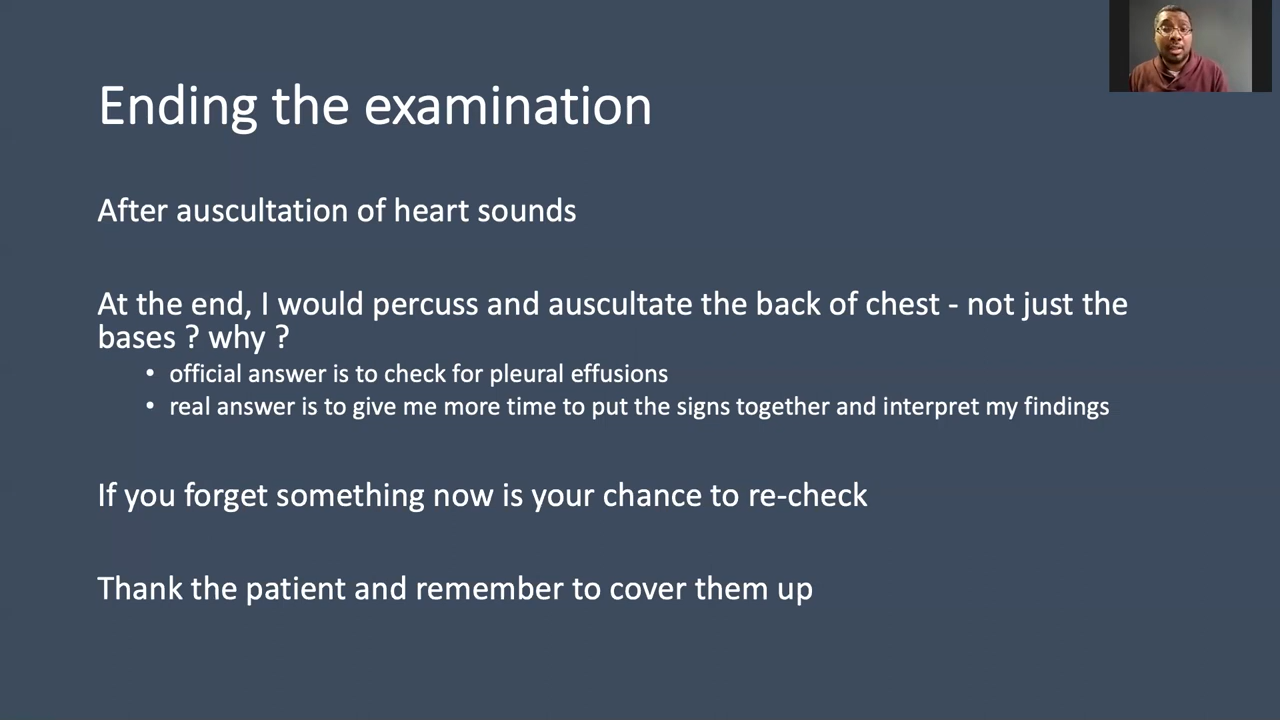 Ending the examination
After auscultation of heart sounds
At the end, I would percuss and auscultate the back of chest - not just the
bases ? why ?
• official answer is to check for pleural effusions
• real answer is to give me more time to put the signs together and interpret my findings
If you forget something now is your chance to re-check
Thank the patient and remember to cover them up